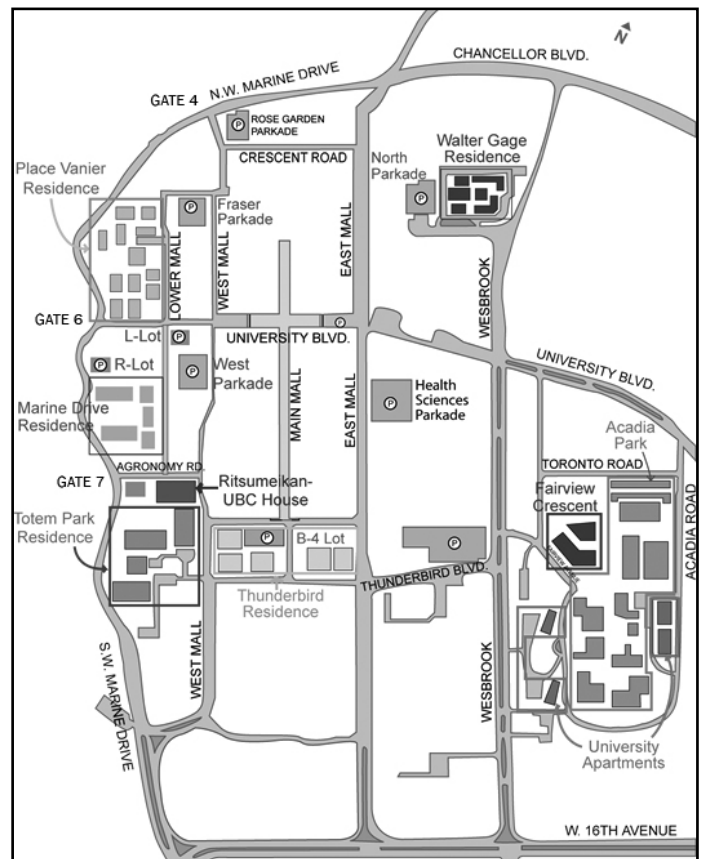 N
CHANCELLOR BLVD.
N.W. MARINE DRIVE
GATE 4
P
ROSE GARDEN
PARKADE
CRESCENT ROAD
Walter Gage
Residence
North
Parkade
P
Place Vanier
Residence
P
Fraser
Parkade
LOWER MALL
WEST MALL
EAST MALL
WESBROOK
GATE 6
UNIVERSITY BLVD.
P
L-Lot
P
R-Lot
P
West
Parkade
P
UNIVERSITY BLVD.
Marine Drive
Residence
MAIN MALL
EAST MALL
Health
Sciences
Parkade
P
Acadia
Park
AGRONOMY RD.
TORONTO ROAD
GATE 7
Ritsumeikan-
UBC House
Fairview
Crescent
ACADIA ROAD
Totem Park
Residence
P
B-4 Lot
P
THUNDERBIRD BLVD.
Thunderbird
Residence
WEST MALL
S.W. MARINE DRIVE
WESBROOK
University
Apartments
W. 16TH AVENUE